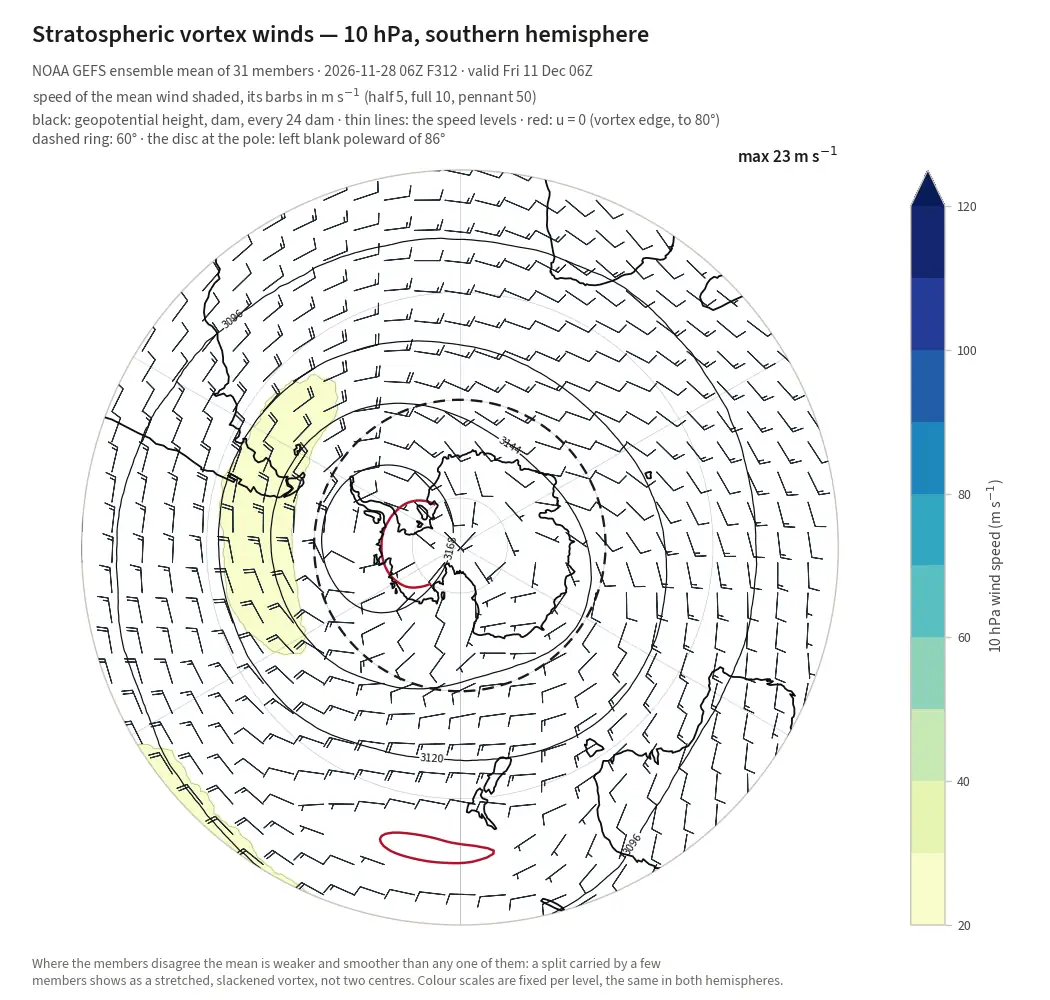 Stratospheric vortex winds — 10 hPa, southern hemisphere
NOAA GEFS ensemble mean of 31 members · 2026-11-28 06Z F312 · valid Fri 11 Dec 06Z
speed of the mean wind shaded, its barbs in m s⁻¹ (half 5, full 10, pennant 50)
black: geopotential height, dam, every 24 dam · thin lines: the speed levels · red: u = 0 (vortex edge, to 80°)
dashed ring: 60° · the disc at the pole: left blank poleward of 86°
max 23 m s⁻¹
120
100
80
60
40
20
10 hPa wind speed (m s⁻¹)
3096
3144
3168
3120
3096
Where the members disagree the mean is weaker and smoother than any one of them: a split carried by a few
members shows as a stretched, slackened vortex, not two centres. Colour scales are fixed per level, the same in both hemispheres.